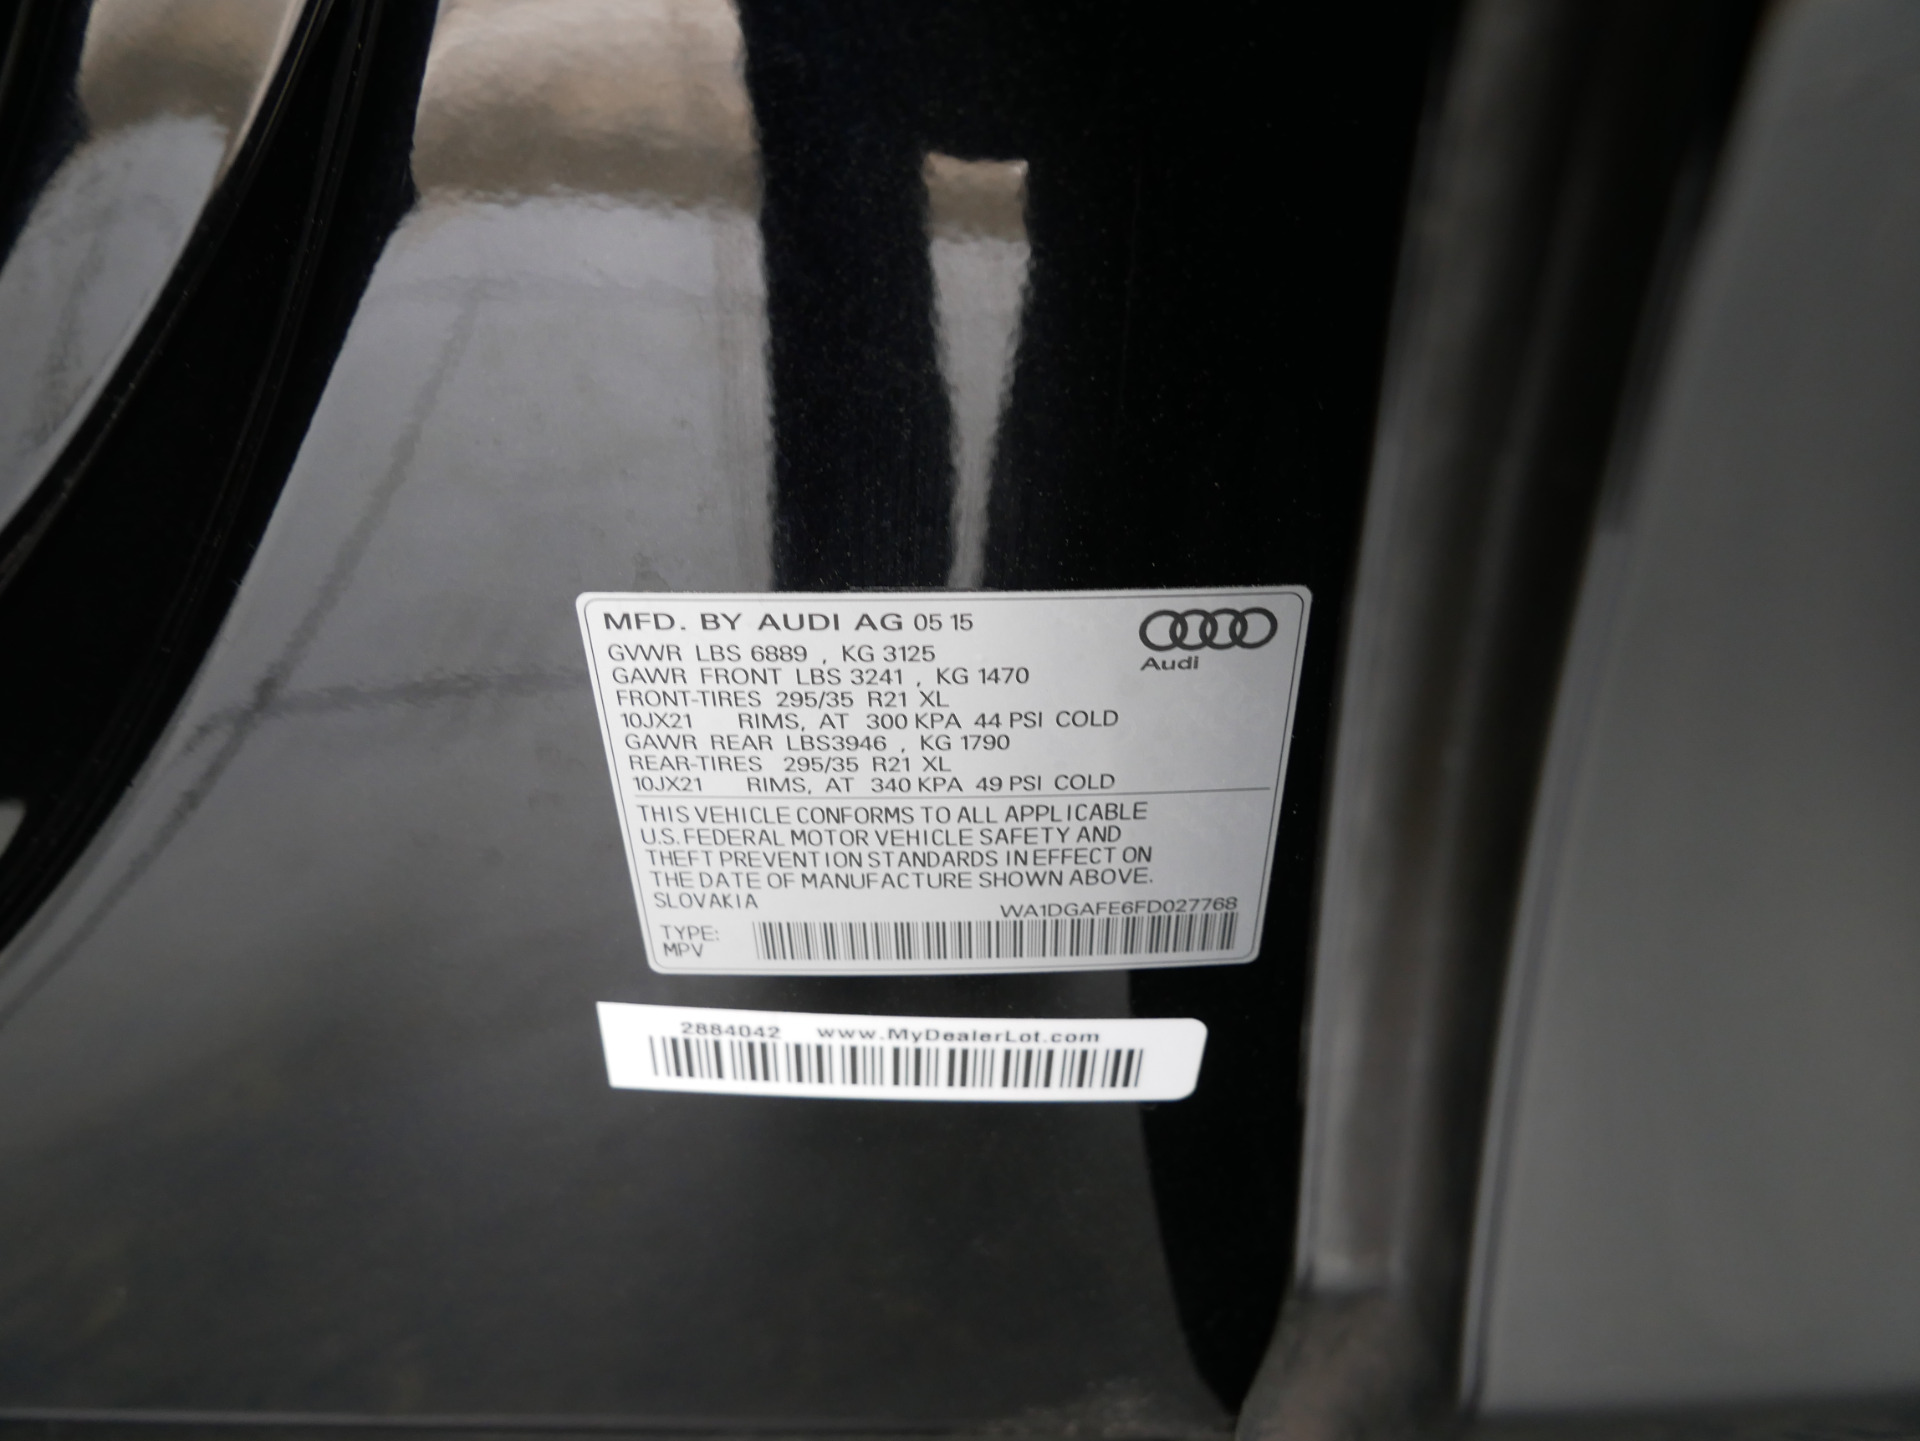 MFD. BY AUDI AG 05 15
Audi
GVWR LBS 6889 , KG 3125
GAWR FRONT LBS 3241 , KG 1470
FRONT-TIRES 295/35 R21 XL
10JX21 RIMS, AT 300 KPA 44 PSI COLD
GAWR REAR LBS3946 , KG 1790
REAR-TIRES 295/35 R21 XL
10JX21 RIMS, AT 340 KPA 49 PSI COLD
THIS VEHICLE CONFORMS TO ALL APPLICABLE
U.S. FEDERAL MOTOR VEHICLE SAFETY AND
THEFT PREVENTION STANDARDS IN EFFECT ON
THE DATE OF MANUFACTURE SHOWN ABOVE.
SLOVAKIA
WA1DGAFE6FD027768
TYPE:
MPV
2884042 www.MyDealerLot.com